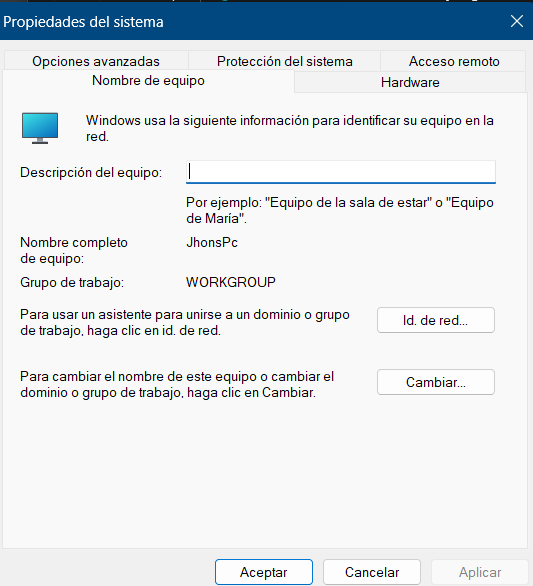 Propiedades del sistema
Opciones avanzadas
Protección del sistema
Acceso remoto
Nombre de equipo
Hardware
Windows usa la siguiente información para identificar su equipo en la
red.
Descripción del equipo:
Por ejemplo: "Equipo de la sala de estar" o "Equipo
de María".
Nombre completo
de equipo:
JhonsPc
Grupo de trabajo:
WORKGROUP
Para usar un asistente para unirse a un dominio o grupo
de trabajo, haga clic en id. de red.
Id. de red...
Para cambiar el nombre de este equipo o cambiar el
dominio o grupo de trabajo, haga clic en Cambiar.
Cambiar...
Aceptar
Cancelar
Aplicar